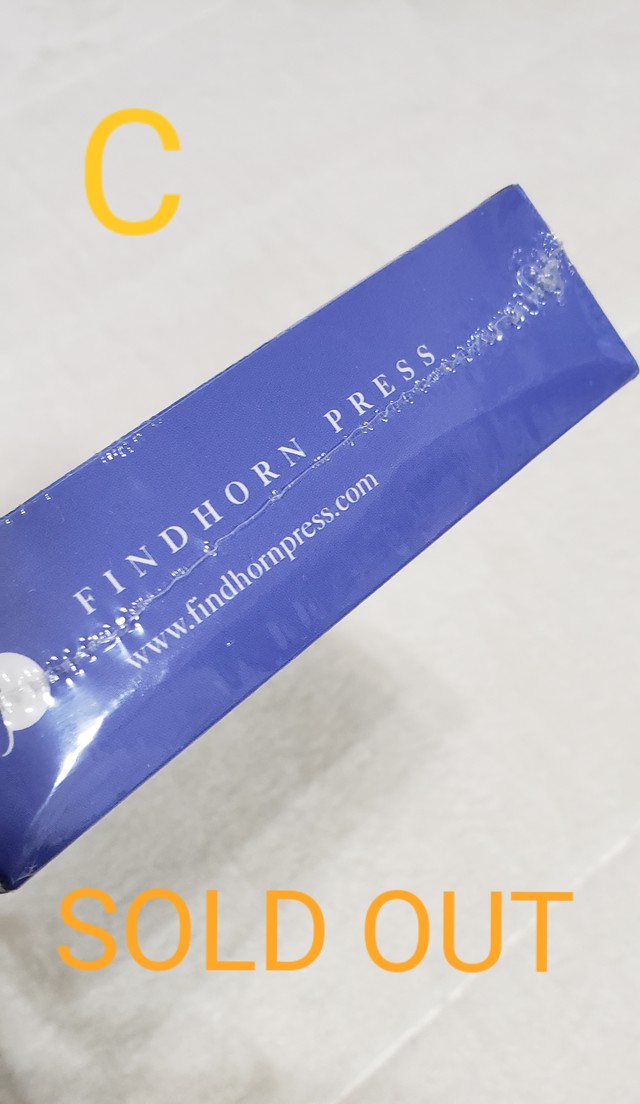 C
FINDHORN PRESS
www.findhornpress.com
SOLD OUT